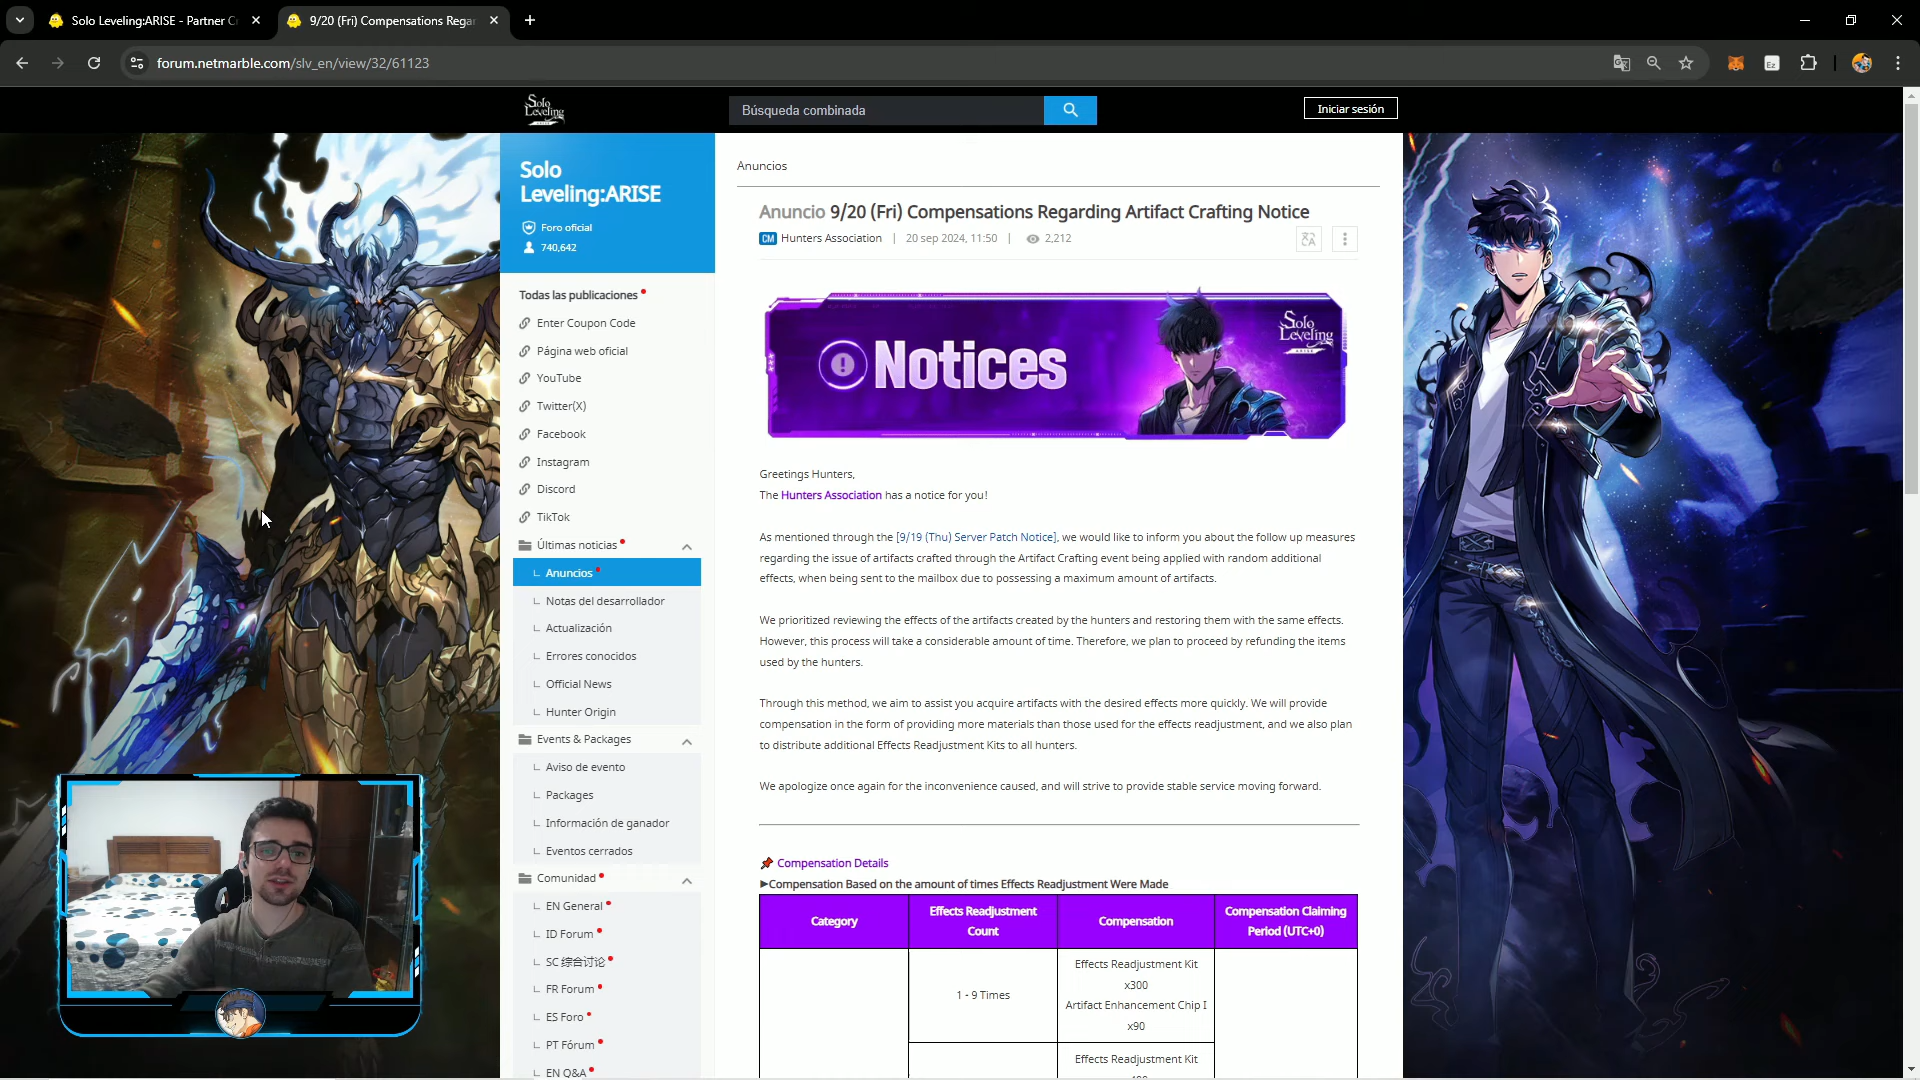 Solo Leveling:ARISE - Partner C
9/20 (Fri) Compensations Regar
forum.netmarble.com/slv_en/view/32/61123
Ez
Solo
Leveling
Búsqueda combinada
Iniciar sesión
Solo
Leveling:ARISE
Foro oficial
740,642
Todas las publicaciones
Enter Coupon Code
Página web oficial
YouTube
Twitter(X)
Facebook
Instagram
Discord
TikTok
Últimas noticias
Anuncios
Notas del desarrollador
Actualización
Errores conocidos
Official News
Hunter Origin
Events & Packages
Aviso de evento
Packages
Información de ganador
Eventos cerrados
Comunidad
EN General
ID Forum
SC 综合讨论
FR Forum
ES Foro
PT Fórum
EN Q&A
Anuncios
Anuncio 9/20 (Fri) Compensations Regarding Artifact Crafting Notice
CM Hunters Association | 20 sep 2024, 11:50 | 2,212
Notices
Solo
Leveling
ARISE
Greetings Hunters,
The Hunters Association has a notice for you!
As mentioned through the [9/19 (Thu) Server Patch Notice], we would like to inform you about the follow up measures
regarding the issue of artifacts crafted through the Artifact Crafting event being applied with random additional
effects, when being sent to the mailbox due to possessing a maximum amount of artifacts.
We prioritized reviewing the effects of the artifacts created by the hunters and restoring them with the same effects.
However, this process will take a considerable amount of time. Therefore, we plan to proceed by refunding the items
used by the hunters.
Through this method, we aim to assist you acquire artifacts with the desired effects more quickly. We will provide
compensation in the form of providing more materials than those used for the effects readjustment, and we also plan
to distribute additional Effects Readjustment Kits to all hunters.
We apologize once again for the inconvenience caused, and will strive to provide stable service moving forward.
📌 Compensation Details
▶Compensation Based on the amount of times Effects Readjustment Were Made
Category
Effects Readjustment
Count
Compensation
Compensation Claiming
Period (UTC+0)
1 - 9 Times
Effects Readjustment Kit
x300
Artifact Enhancement Chip I
x90
Effects Readjustment Kit